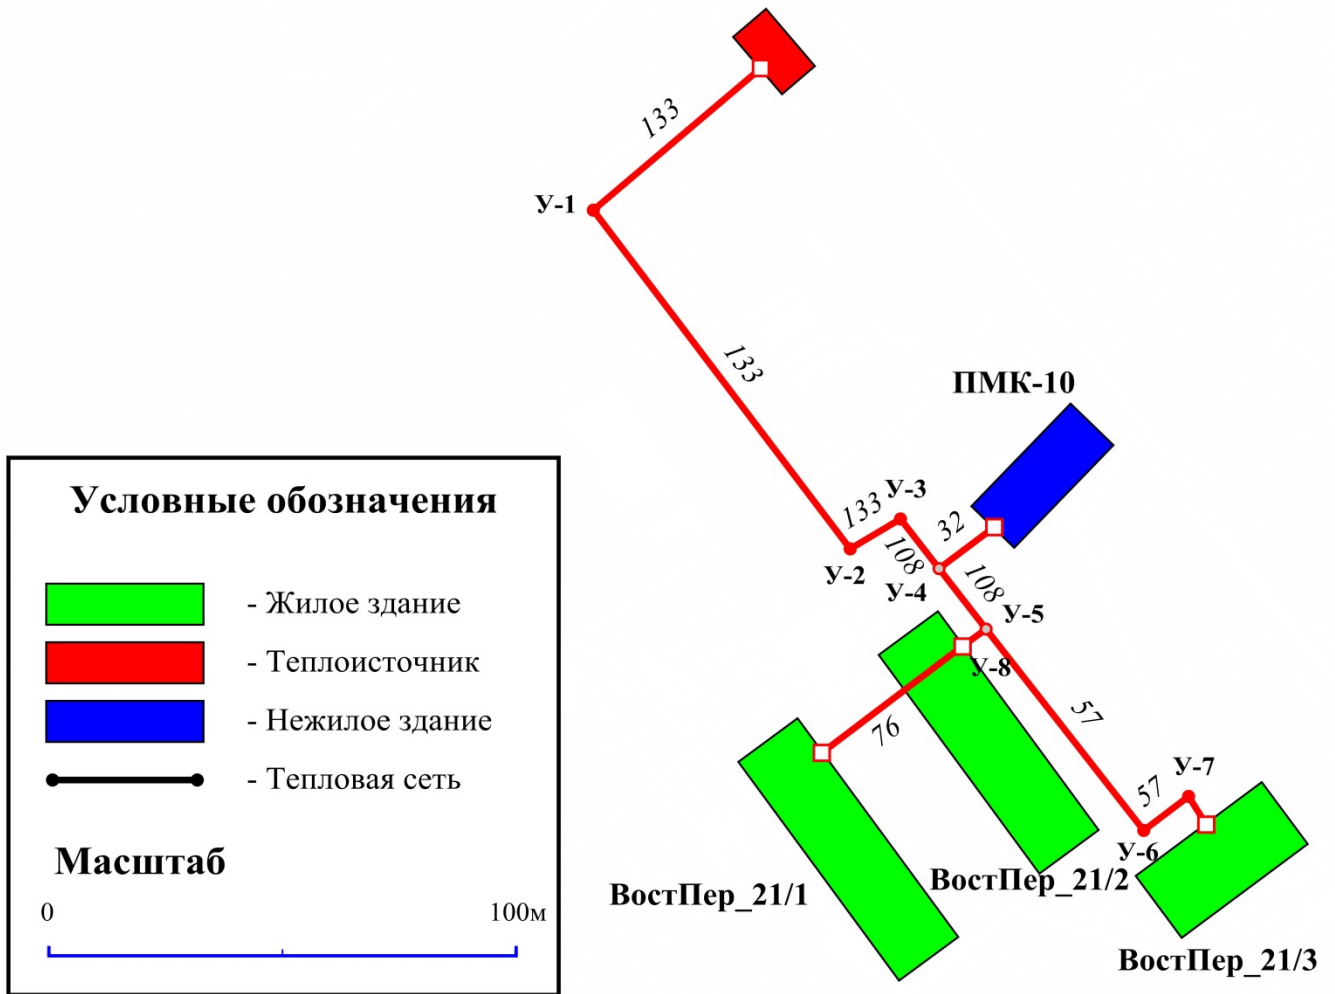 133
У-1
133
ПМК-10
У-3
133
32
108
У-2
У-4
108
У-5
У-8
76
57
У-7
57
У-6
ВостПер_21/2
ВостПер_21/1
ВостПер_21/3
Условные обозначения
- Жилое здание
- Теплоисточник
- Нежилое здание
- Тепловая сеть
Масштаб
0 100м